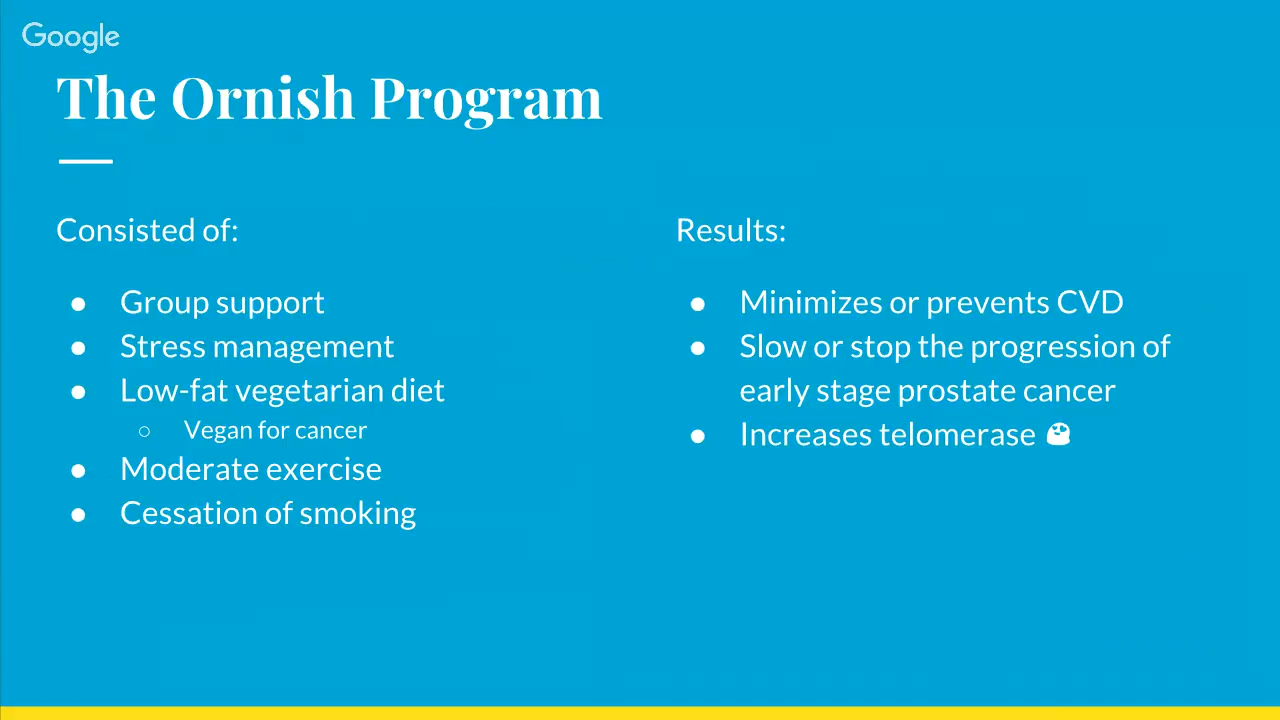 Google
The Ornish Program
Consisted of:
● Group support
● Stress management
● Low-fat vegetarian diet
○ Vegan for cancer
● Moderate exercise
● Cessation of smoking
Results:
● Minimizes or prevents CVD
● Slow or stop the progression of
early stage prostate cancer
● Increases telomerase